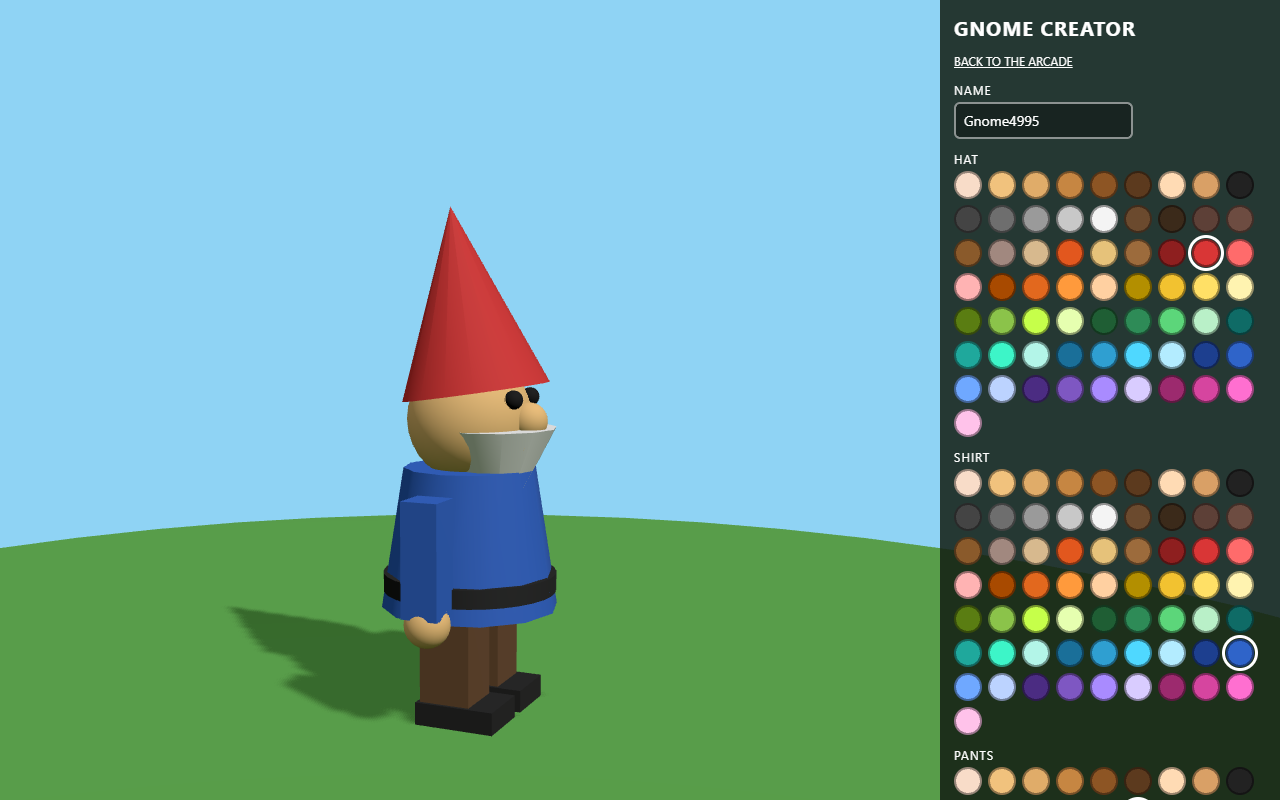 GNOME CREATOR
BACK TO THE ARCADE
NAME
Gnome4995
HAT
SHIRT
PANTS